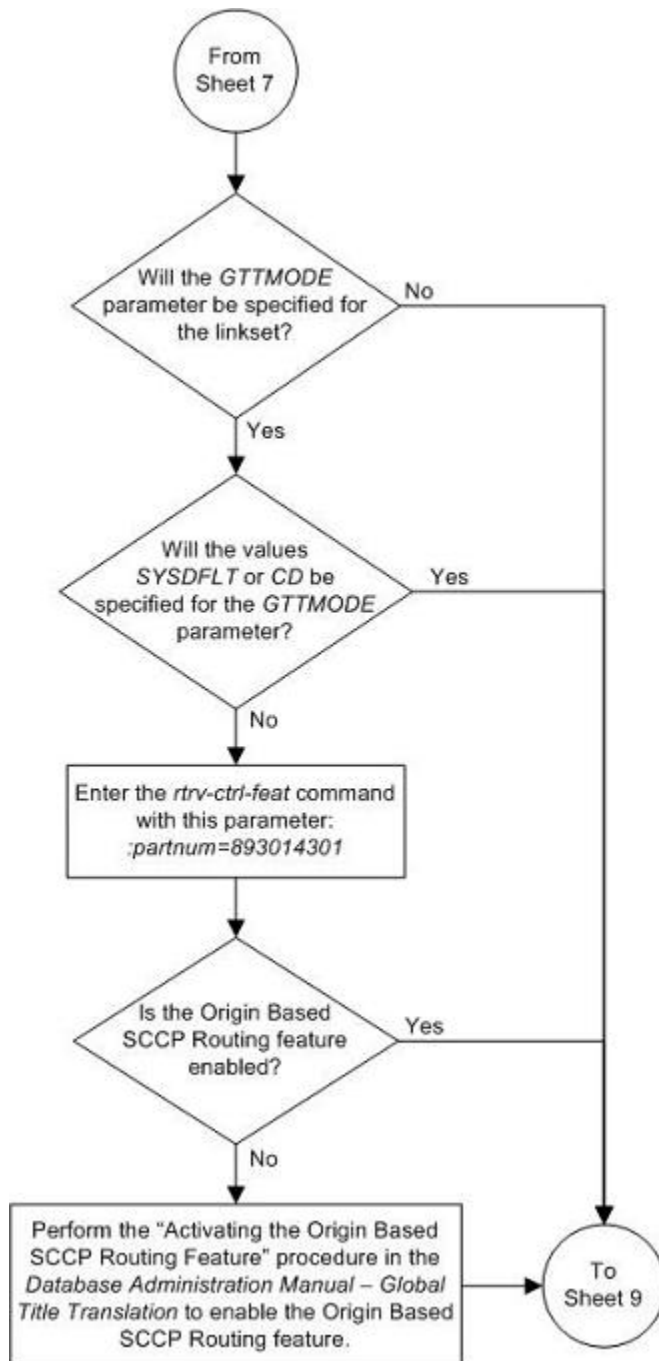 From
Sheet 7
Will the GTTMODE
parameter be specified for
the linkset?
No
Yes
Will the values
SYSDFLT or CD be
specified for the GTTMODE
parameter?
Yes
No
Enter the rtrv-ctrl-feat command
with this parameter:
:partnum=893014301
Is the Origin Based
SCCP Routing feature
enabled?
Yes
No
Perform the “Activating the Origin Based
SCCP Routing Feature” procedure in the
Database Administration Manual – Global
Title Translation to enable the Origin Based
SCCP Routing feature.
To
Sheet 9